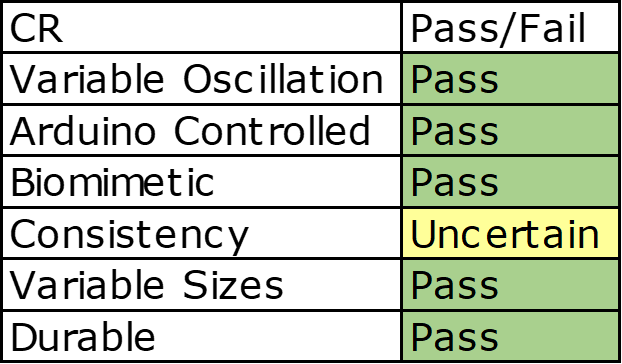 CR Pass/Fail
Variable Oscillation Pass
Arduino Controlled Pass
Biomimetic Pass
Consistency Uncertain
Variable Sizes Pass
Durable Pass